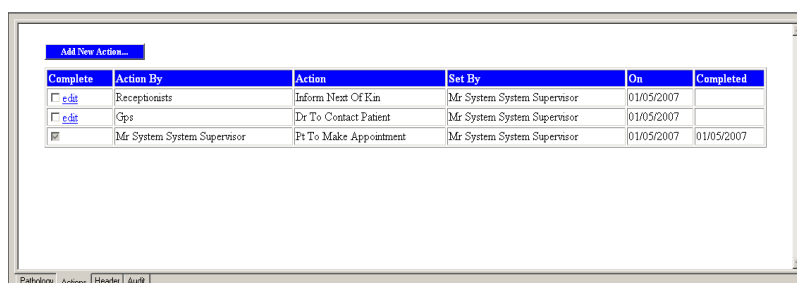 Add New Action...
Complete Action By Action Set By On Completed
edit Receptionists Inform Next Of Kin Mr System System Supervisor 01/05/2007
edit Gps Dr To Contact Patient Mr System System Supervisor 01/05/2007
Mr System System Supervisor Pt To Make Appointment Mr System System Supervisor 01/05/2007 01/05/2007
Pathology Actions Header Audit